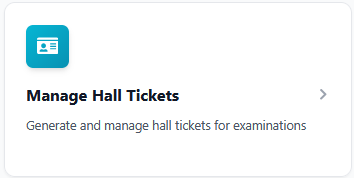 Manage Hall Tickets
Generate and manage hall tickets for examinations